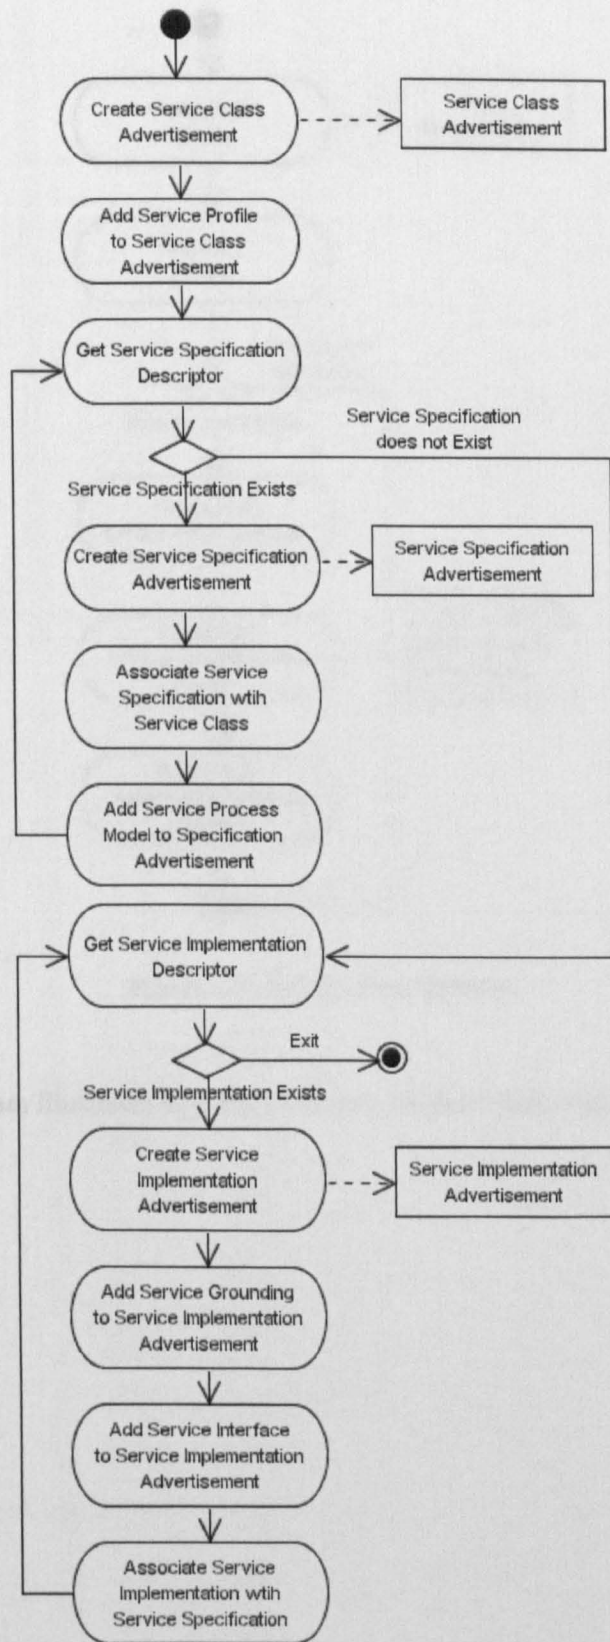 Create Service Class
Advertisement
Service Class
Advertisement
Add Service Profile
to Service Class
Advertisement
Get Service Specification
Descriptor
Service Specification
does not Exist
Service Specification Exists
Create Service Specification
Advertisement
Service Specification
Advertisement
Associate Service
Specification wtih
Service Class
Add Service Process
Model to Specification
Advertisement
Get Service Implementation
Descriptor
Exit
Service Implementation Exists
Create Service
Implementation
Advertisement
Service Implementation
Advertisement
Add Service Grounding
to Service Implementation
Advertisement
Add Service Interface
to Service Implementation
Advertisement
Associate Service
Implementation wtih
Service Specification